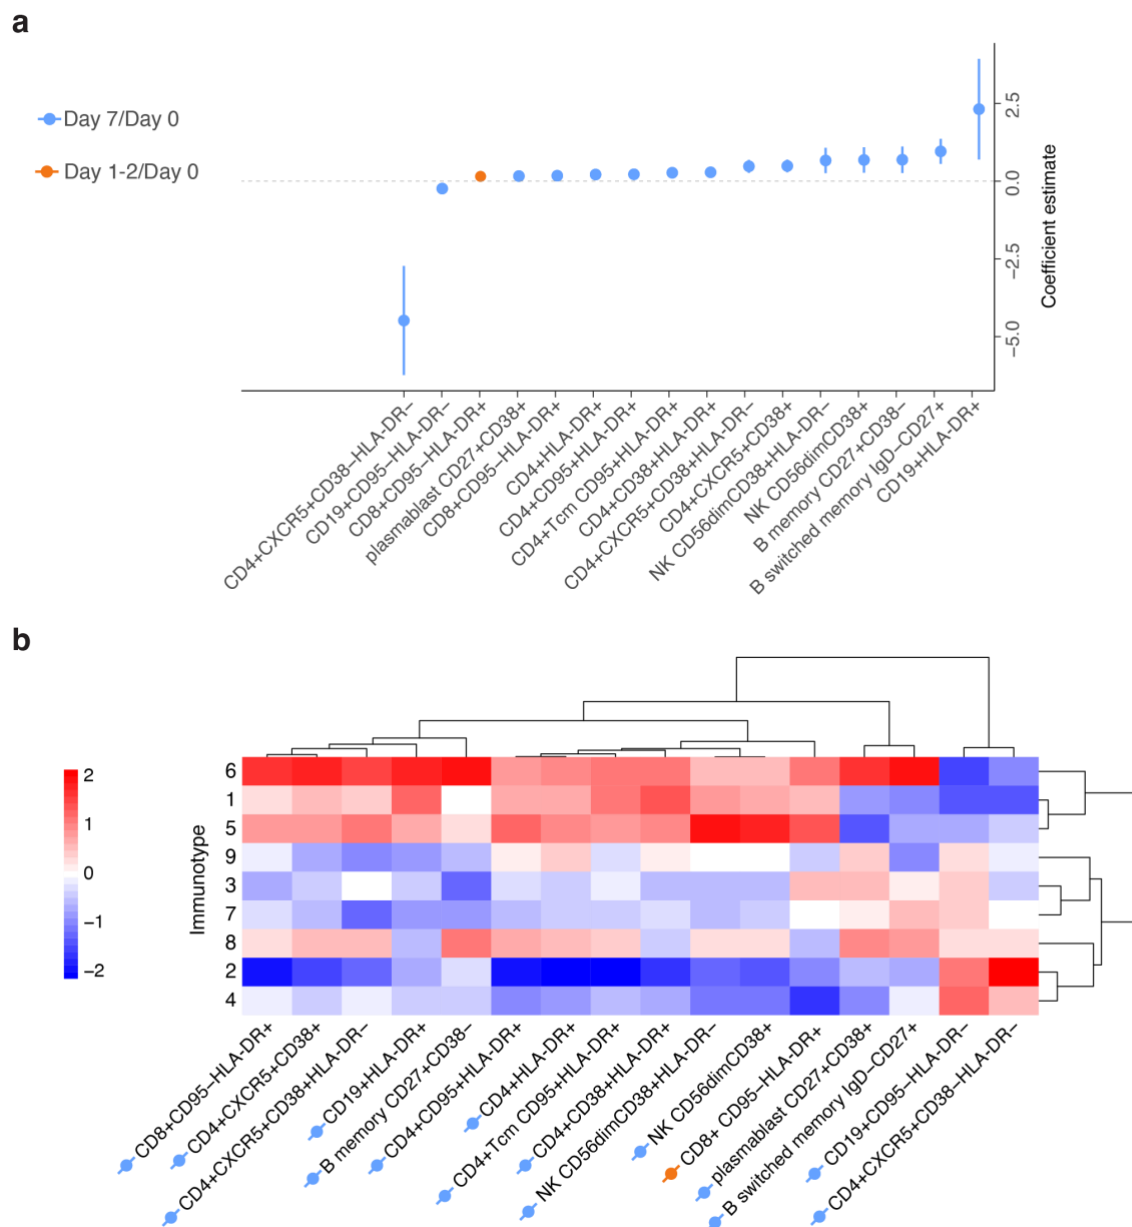 a
Day 7/Day 0
Day 1-2/Day 0
2.5
0.0
−2.5
−5.0
Coefficient estimate
CD4+CXCR5+CD38−HLA-DR−
CD19+CD95−HLA-DR−
CD8+CD95−HLA-DR+
plasmablast CD27+CD38+
CD8+CD95−HLA-DR+
CD4+HLA-DR+
CD4+CD95+HLA-DR+
CD4+Tcm CD95+HLA-DR+
CD4+CD38+HLA-DR+
CD4+CXCR5+CD38+HLA-DR−
CD4+CXCR5+CD38+
NK CD56dimCD38+HLA-DR−
NK CD56dimCD38+
B memory CD27+CD38−
B switched memory IgD−CD27+
CD19+HLA-DR+
b
2
1
0
−1
−2
Immunotype
6
1
5
9
3
7
8
2
4
CD8+CD95−HLA−DR+
CD4+CXCR5+CD38+
CD4+CXCR5+CD38+HLA−DR−
CD19+HLA−DR+
B memory CD27+CD38−
CD4+CD95+HLA−DR+
CD4+HLA−DR+
CD4+Tcm CD95+HLA−DR+
CD4+CD38+HLA−DR+
NK CD56dimCD38+HLA−DR−
NK CD56dimCD38+
CD8+ CD95−HLA−DR+
plasmablast CD27+CD38+
B switched memory IgD−CD27+
CD19+CD95−HLA−DR−
CD4+CXCR5+CD38−HLA−DR−